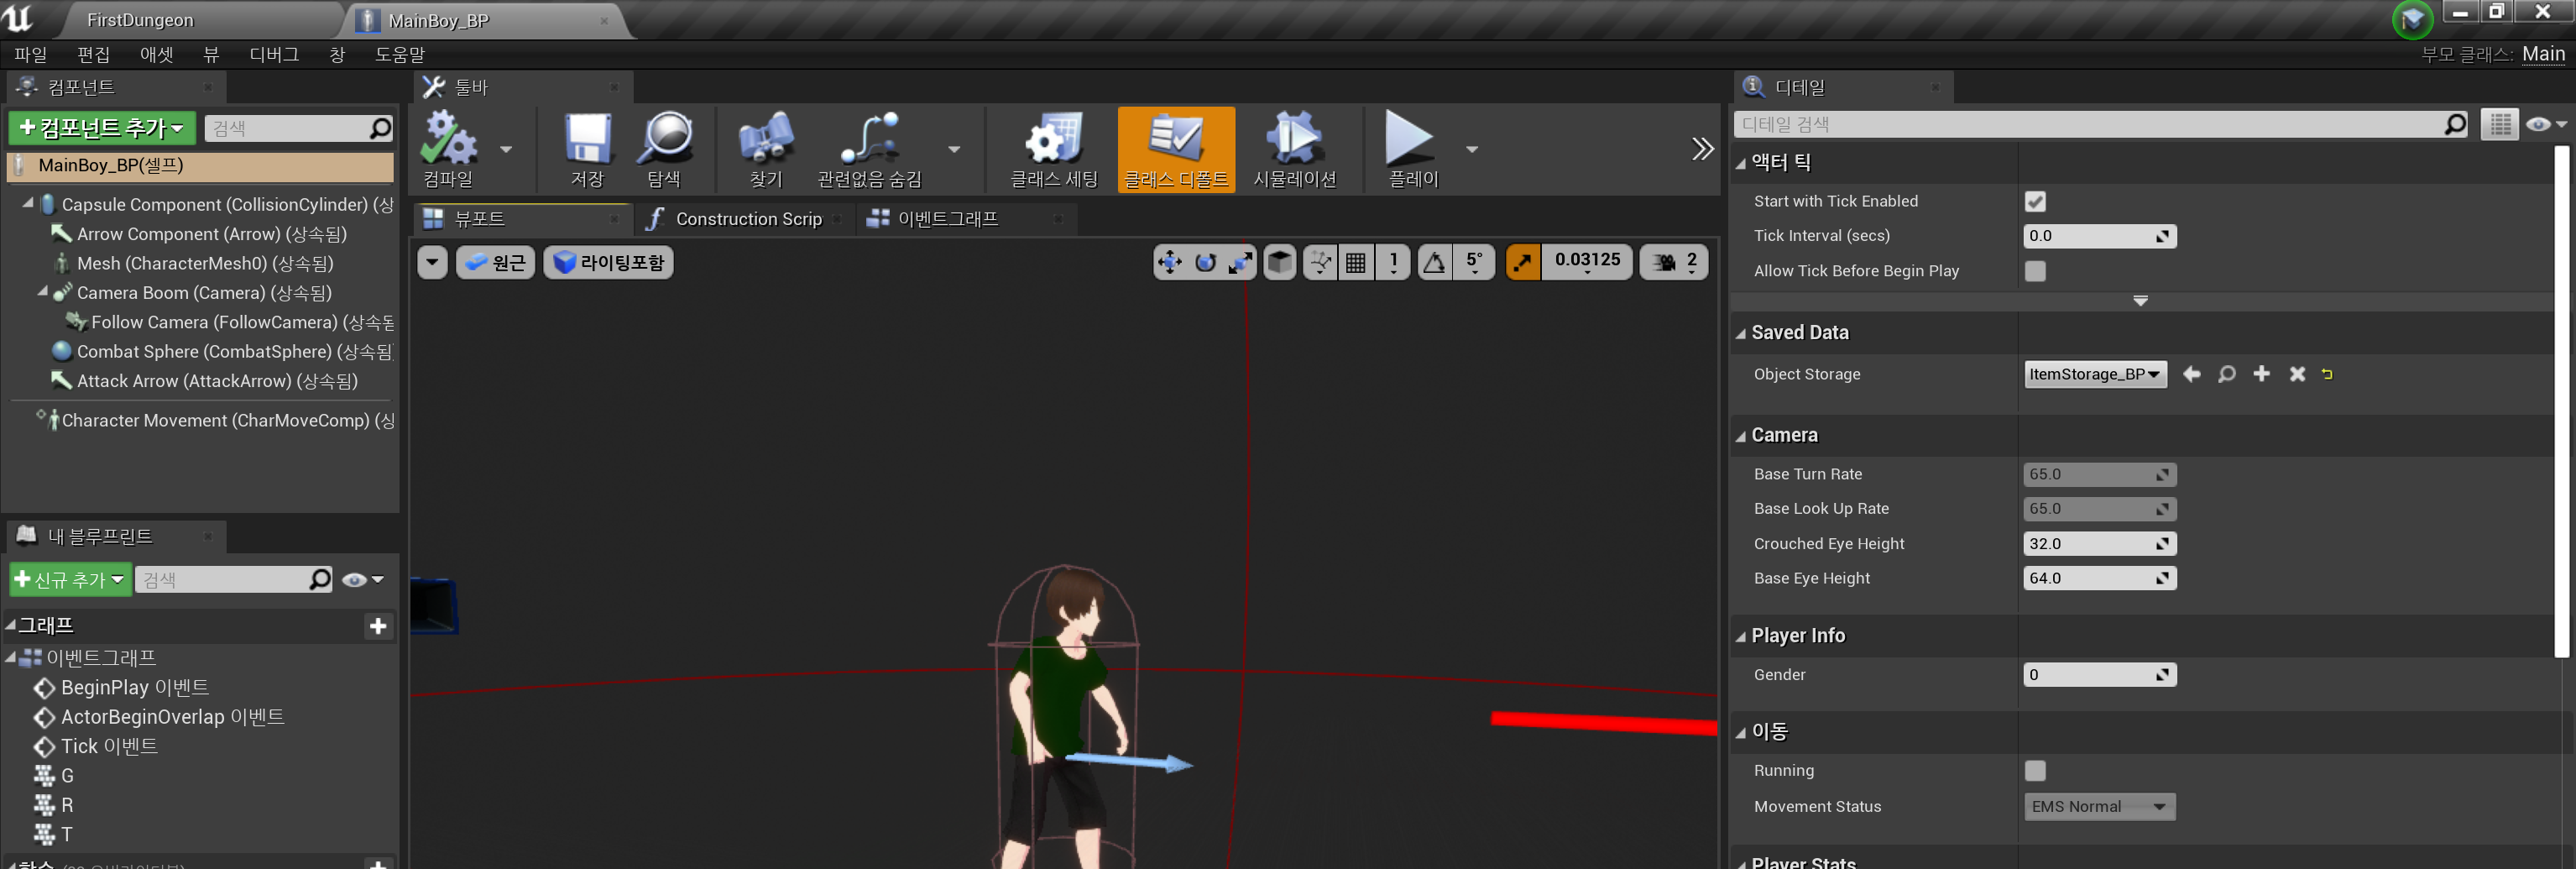 FirstDungeon
MainBoy_BP
파일 편집 애셋 뷰 디버그 창 도움말
부모 클래스: Main
컴포넌트
+컴포넌트 추가
검색
MainBoy_BP(셀프)
Capsule Component (CollisionCylinder) (상
Arrow Component (Arrow) (상속됨)
Mesh (CharacterMesh0) (상속됨)
Camera Boom (Camera) (상속됨)
Follow Camera (FollowCamera) (상속됨
Combat Sphere (CombatSphere) (상속됨
Attack Arrow (AttackArrow) (상속됨)
Character Movement (CharMoveComp) (상
내 블루프린트
+신규 추가
검색
그래프
이벤트그래프
BeginPlay 이벤트
ActorBeginOverlap 이벤트
Tick 이벤트
G
R
T
툴바
컴파일
저장
탐색
찾기
관련없음 숨김
클래스 세팅
클래스 디폴트
시뮬레이션
플레이
뷰포트
Construction Scrip
이벤트그래프
원근
라이팅포함
1
5°
0.03125
2
디테일
디테일 검색
액터 틱
Start with Tick Enabled
Tick Interval (secs) 0.0
Allow Tick Before Begin Play
Saved Data
Object Storage ItemStorage_BP
Camera
Base Turn Rate 65.0
Base Look Up Rate 65.0
Crouched Eye Height 32.0
Base Eye Height 64.0
Player Info
Gender 0
이동
Running
Movement Status EMS Normal
Player Stats